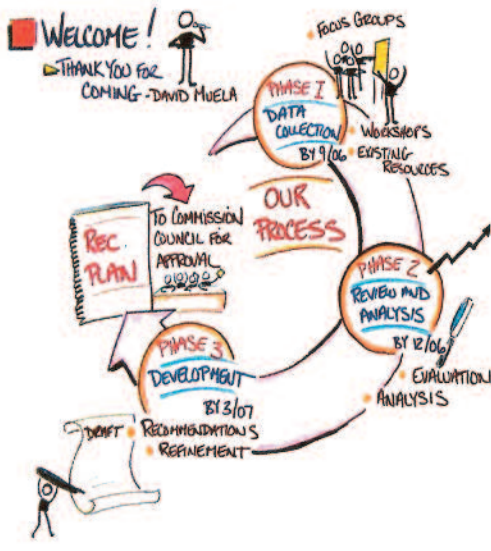 WELCOME!
THANK YOU FOR
COMING - DAVID MUELA
FOCUS GROUPS
PHASE 1
DATA
COLLECTION
BY 9/06
WORKSHOPS
EXISTING
RESOURCES
OUR
PROCESS
REC
PLAN
TO COMMISSION
COUNCIL FOR
APPROVAL
PHASE 2
REVIEW AND
ANALYSIS
BY 12/06
EVALUATION
ANALYSIS
PHASE 3
DEVELOPMENT
BY 3/07
DRAFT
RECOMMENDATIONS
REFINEMENT